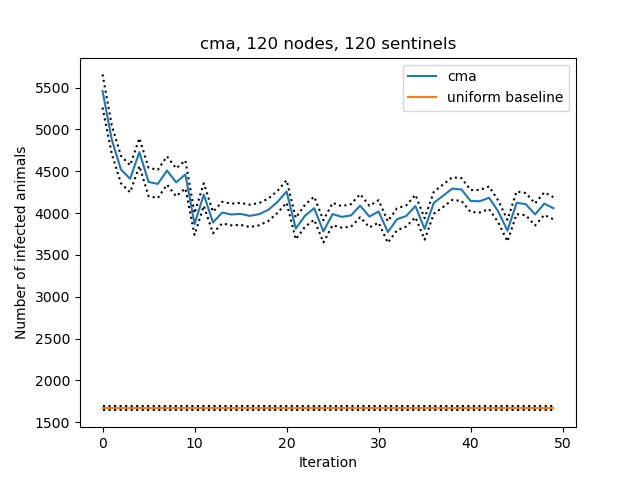 cma, 120 nodes, 120 sentinels
cma
uniform baseline
Number of infected animals
5500
5000
4500
4000
3500
3000
2500
2000
1500
0 10 20 30 40 50
Iteration